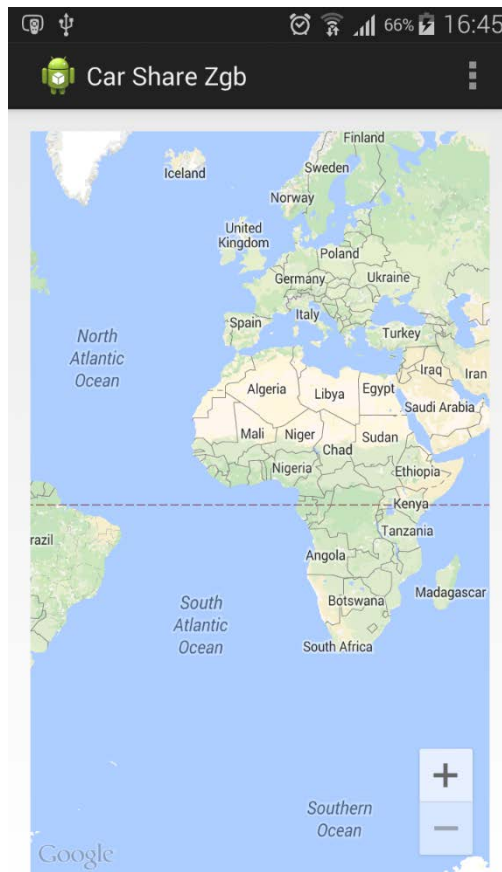 66% 16:45
Car Share Zgb
Finland
Iceland
Sweden
Norway
United
Kingdom
Poland
Germany
Ukraine
Italy
Spain
Turkey
North
Atlantic
Ocean
Iraq
Iran
Algeria
Libya
Egypt
Saudi Arabia
Mali
Niger
Sudan
Chad
Nigeria
Ethiopia
Kenya
razil
Tanzania
Angola
Madagascar
Botswana
South
Atlantic
Ocean
South Africa
+
−
Southern
Ocean
Google